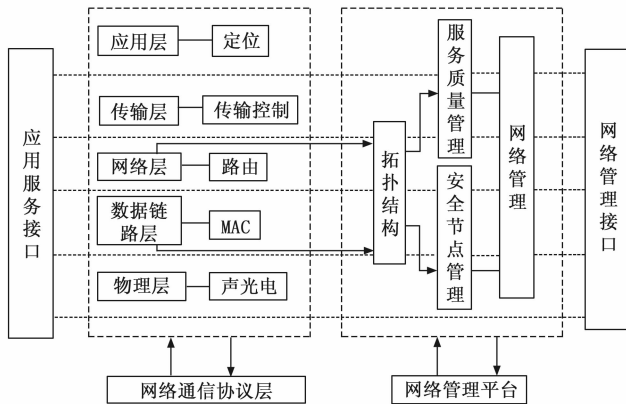 应用服务接口
应用层
定位
传输层
传输控制
网络层
路由
数据链
路层
MAC
物理层
声光电
拓扑结构
服务质量管理
安全节点管理
网络管理
网络管理接口
网络通信协议层
网络管理平台